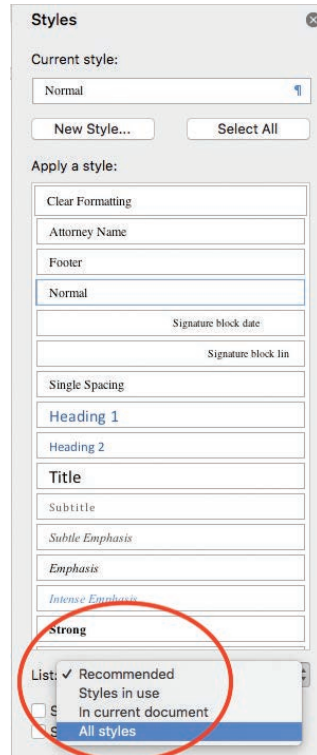 Styles
Current style:
Normal ¶
New Style... Select All
Apply a style:
Clear Formatting
Attorney Name
Footer
Normal
Signature block date
Signature block lin
Single Spacing
Heading 1
Heading 2
Title
Subtitle
Subtle Emphasis
Emphasis
Intense Emphasis
Strong
List: ✓ Recommended
Styles in use
In current document
All styles